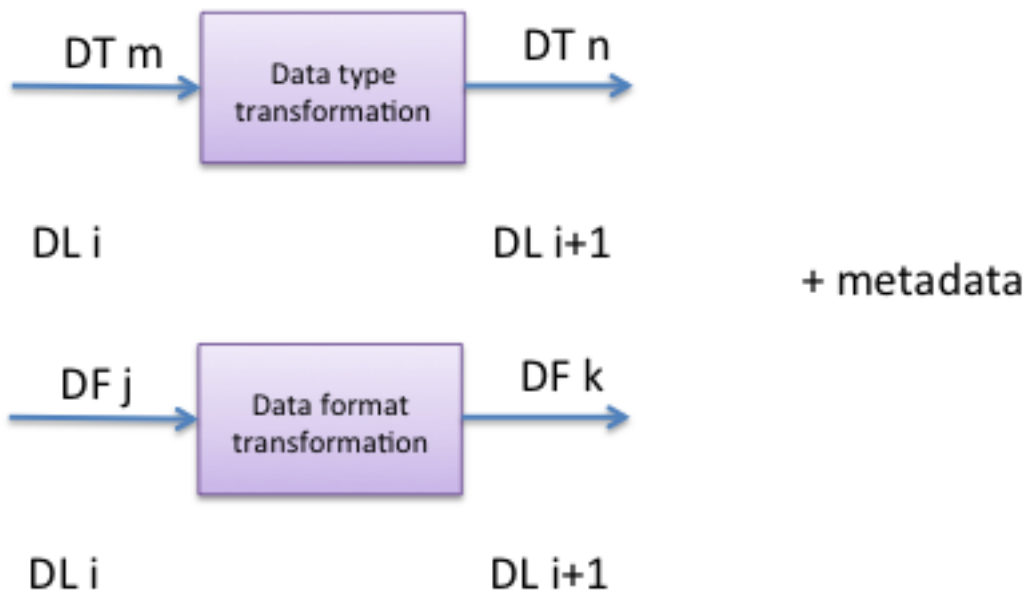 DT m
Data type
transformation
DT n
DL i
DL i+1
+ metadata
DF j
Data format
transformation
DF k
DL i
DL i+1